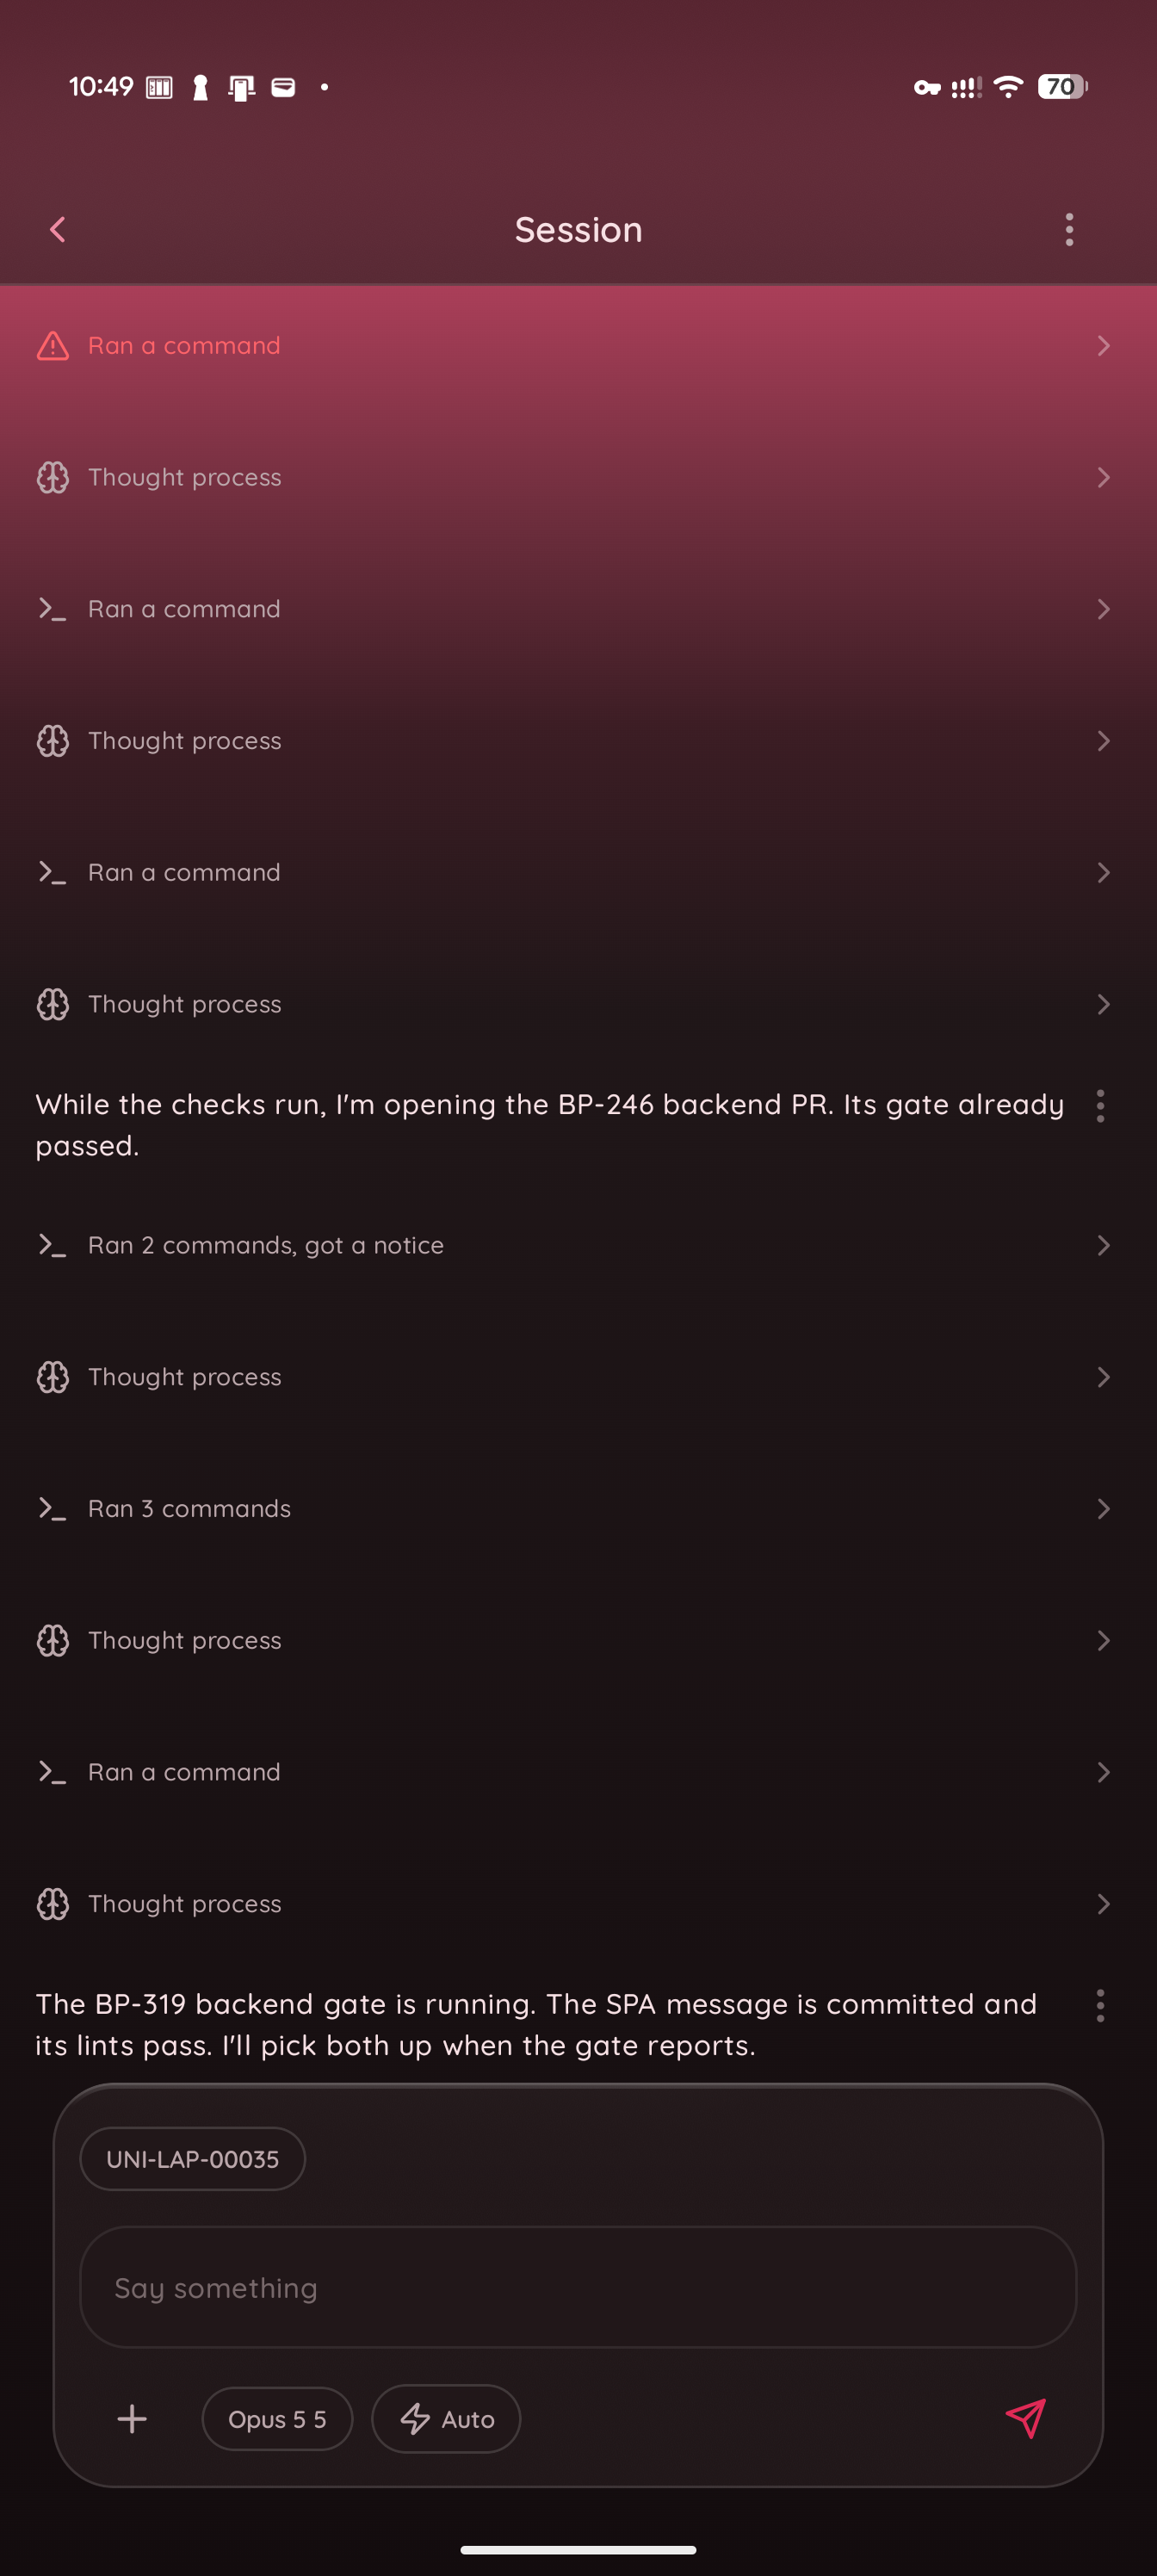 10:49
70
Session
Ran a command
Thought process
Ran a command
Thought process
Ran a command
Thought process
While the checks run, I'm opening the BP-246 backend PR. Its gate already
passed.
Ran 2 commands, got a notice
Thought process
Ran 3 commands
Thought process
Ran a command
Thought process
The BP-319 backend gate is running. The SPA message is committed and
its lints pass. I'll pick both up when the gate reports.
UNI-LAP-00035
Say something
Opus 5 5
Auto